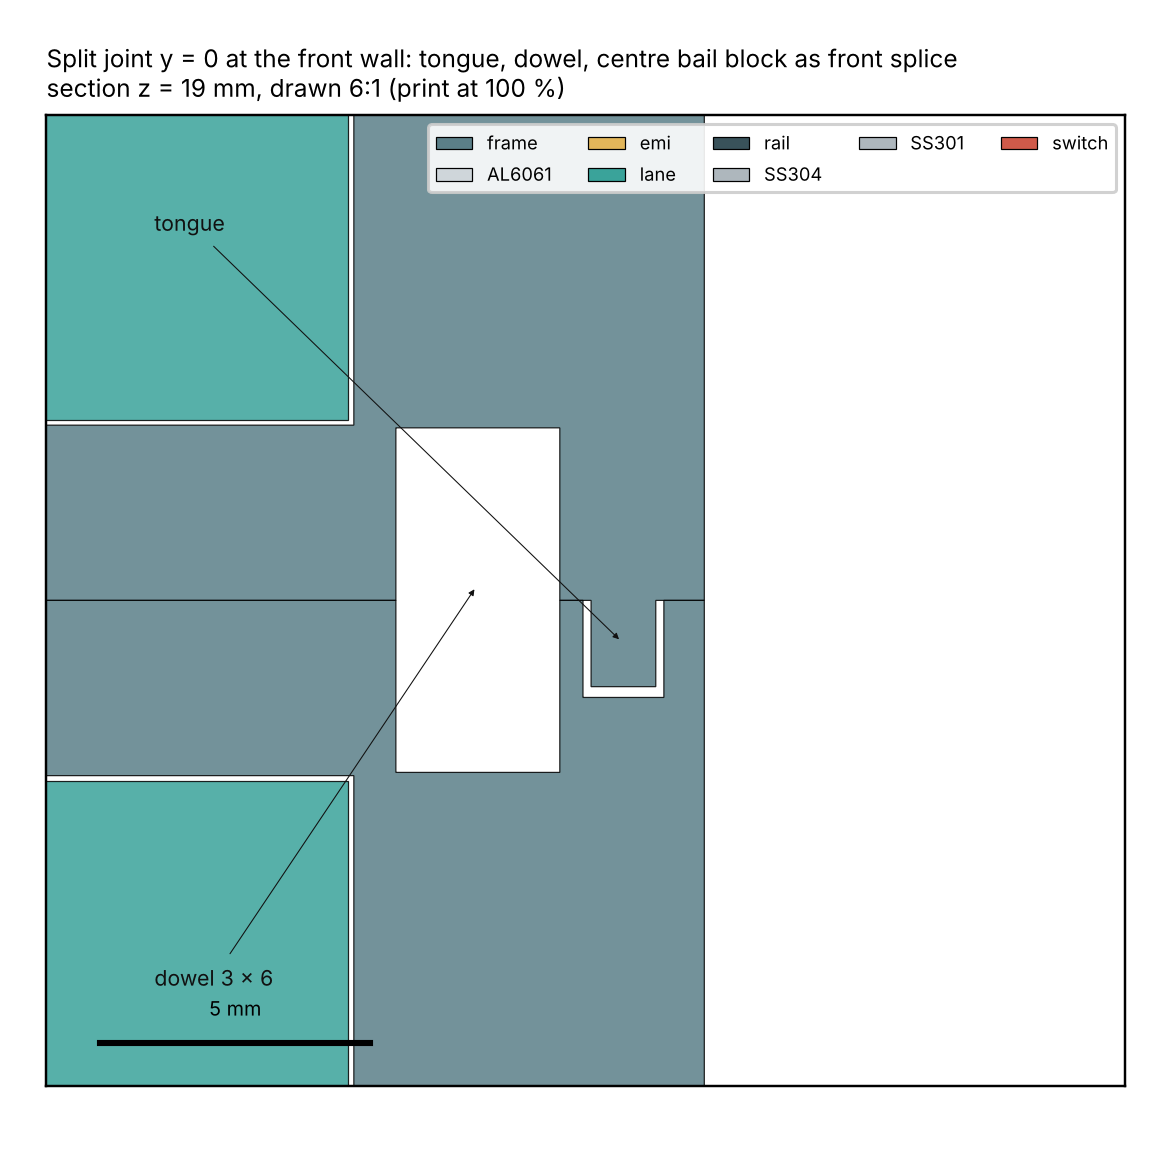 Split joint y = 0 at the front wall: tongue, dowel, centre bail block as front splice
section z = 19 mm, drawn 6:1 (print at 100 %)
frame emi rail SS301 switch
AL6061 lane SS304
tongue
dowel 3 × 6
5 mm